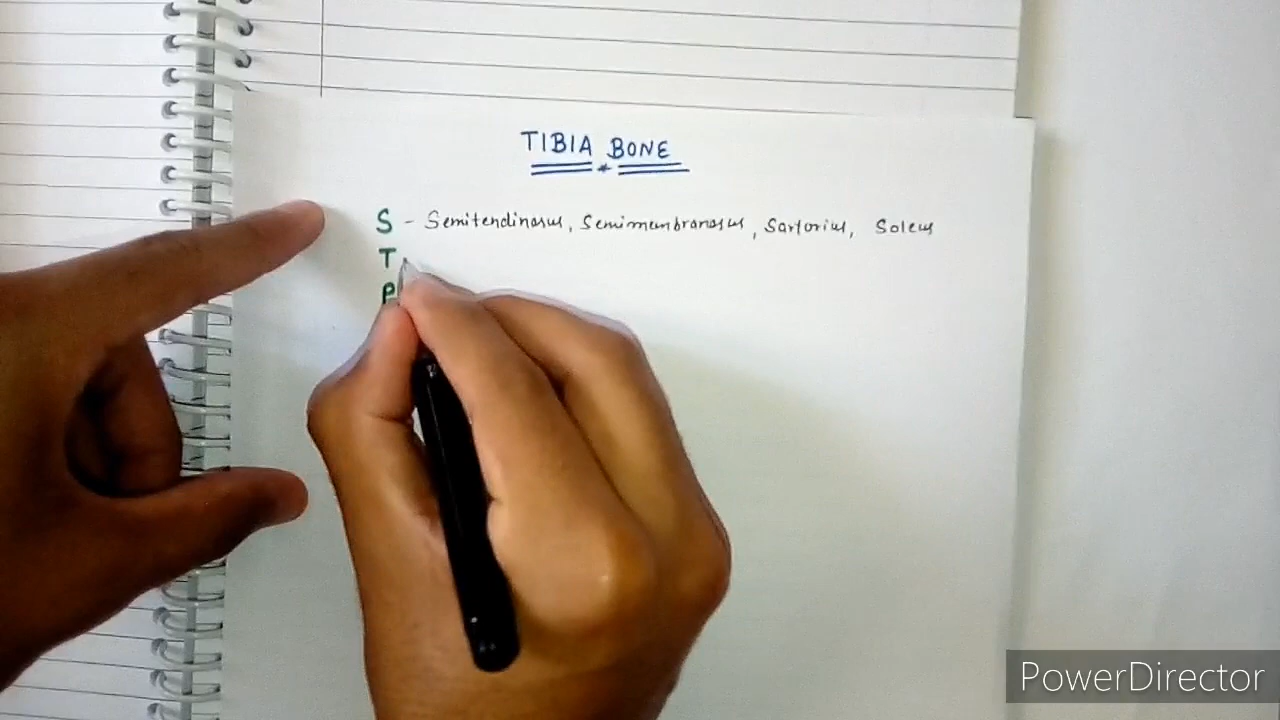 TIBIA BONE
S - Semitendinosus, Semimembranosus, Sartorius, Soleus
T
P
PowerDirector